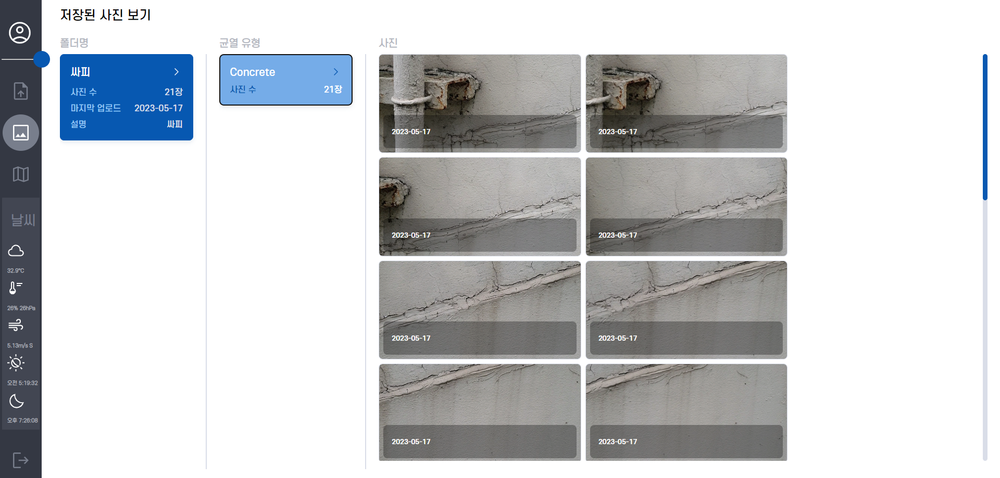 저장된 사진 보기
폴더명
균열 유형
사진
싸피
사진 수 21장
마지막 업로드 2023-05-17
설명 싸피
Concrete
사진 수 21장
2023-05-17
2023-05-17
2023-05-17
2023-05-17
2023-05-17
2023-05-17
2023-05-17
2023-05-17
날씨
32.9°C
26% 26hPa
5.13m/s S
오전 5:19:32
오후 7:26:08